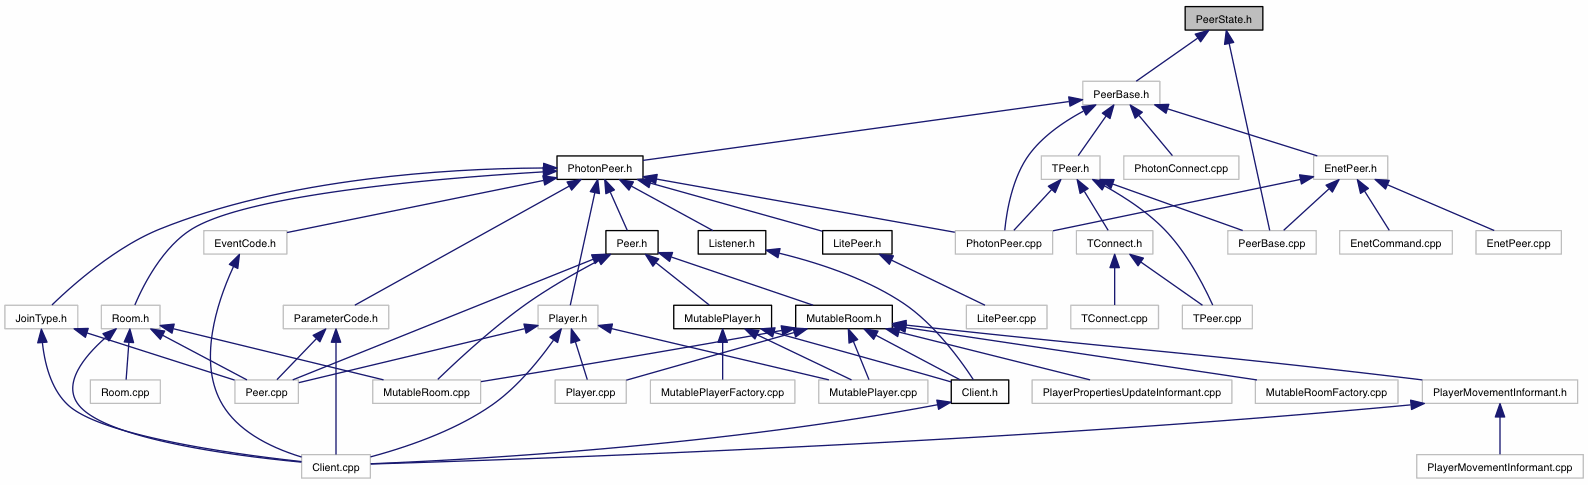 PeerState.h
PeerBase.h
PhotonPeer.h
TPeer.h
PhotonConnect.cpp
EnetPeer.h
EventCode.h
Peer.h
Listener.h
LitePeer.h
PhotonPeer.cpp
TConnect.h
PeerBase.cpp
EnetCommand.cpp
EnetPeer.cpp
JoinType.h
Room.h
ParameterCode.h
Player.h
MutablePlayer.h
MutableRoom.h
LitePeer.cpp
TConnect.cpp
TPeer.cpp
Room.cpp
Peer.cpp
MutableRoom.cpp
Player.cpp
MutablePlayerFactory.cpp
MutablePlayer.cpp
Client.h
PlayerPropertiesUpdateInformant.cpp
MutableRoomFactory.cpp
PlayerMovementInformant.h
Client.cpp
PlayerMovementInformant.cpp